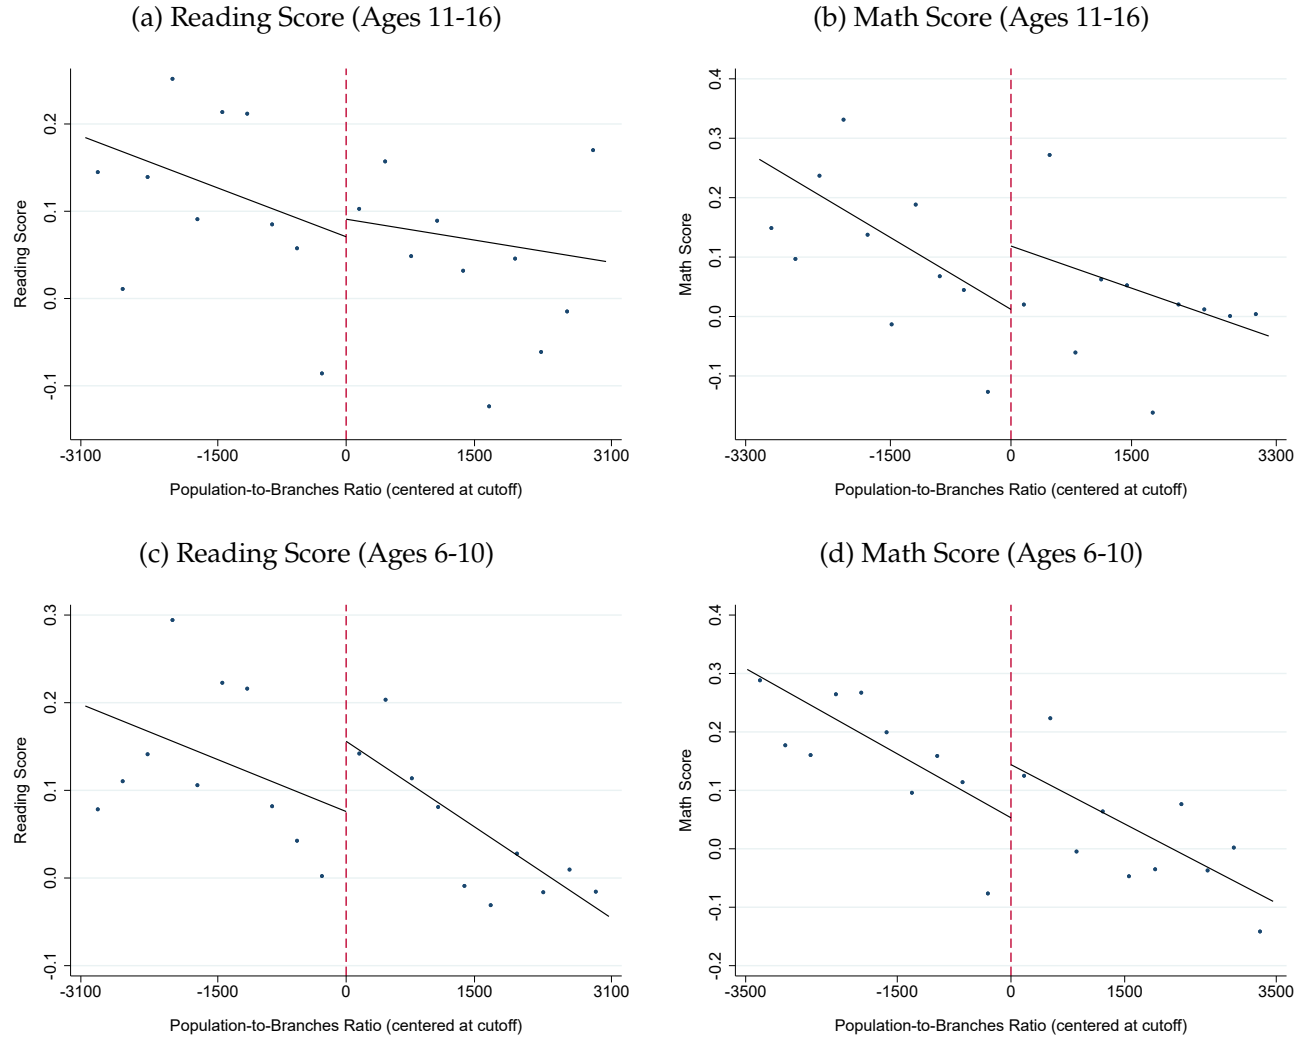 (a) Reading Score (Ages 11-16)
Reading Score
0.2
0.1
0.0
-0.1
-3100 -1500 0 1500 3100
Population-to-Branches Ratio (centered at cutoff)
(b) Math Score (Ages 11-16)
Math Score
0.4
0.3
0.2
0.1
0.0
-0.1
-3300 -1500 0 1500 3300
Population-to-Branches Ratio (centered at cutoff)
(c) Reading Score (Ages 6-10)
Reading Score
0.3
0.2
0.1
0.0
-0.1
-3100 -1500 0 1500 3100
Population-to-Branches Ratio (centered at cutoff)
(d) Math Score (Ages 6-10)
Math Score
0.4
0.3
0.2
0.1
0.0
-0.1
-0.2
-3500 -1500 0 1500 3500
Population-to-Branches Ratio (centered at cutoff)